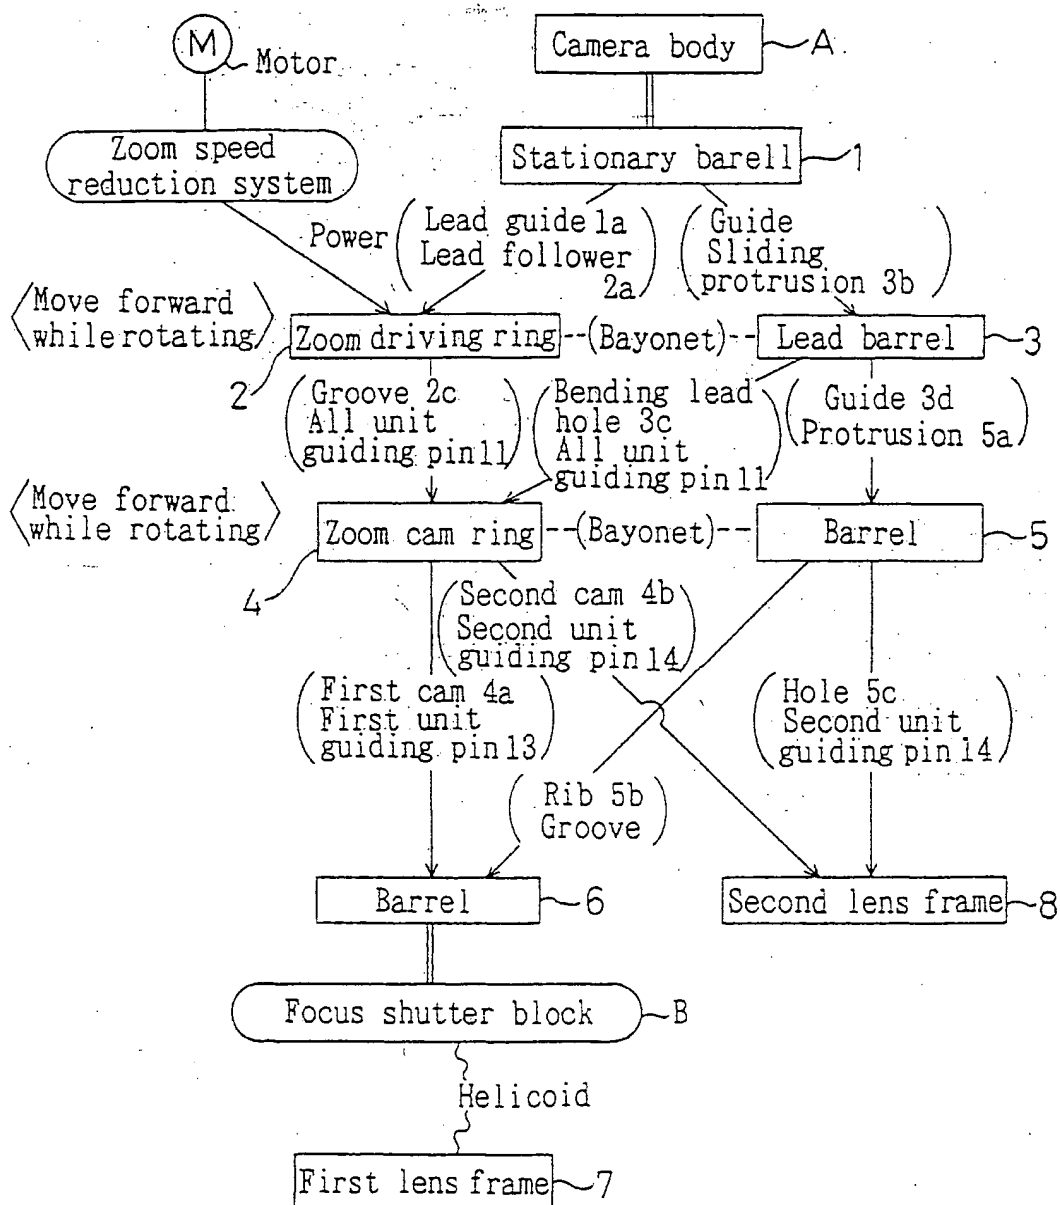 M
Motor
Camera body
A
Zoom speed
reduction system
Stationary barell
1
Power
Lead guide 1a
Lead follower
2a
Guide
Sliding
protrusion 3b
Move forward
while rotating
Zoom driving ring
(Bayonet)
Lead barrel
3
2
Groove 2c
All unit
guiding pin 11
Bending lead
hole 3c
All unit
guiding pin 11
Guide 3d
Protrusion 5a
Move forward
while rotating
Zoom cam ring
(Bayonet)
Barrel
5
4
Second cam 4b
Second unit
guiding pin 14
First cam 4a
First unit
guiding pin 13
Hole 5c
Second unit
guiding pin 14
Rib 5b
Groove
Barrel
6
Second lens frame
8
Focus shutter block
B
Helicoid
First lens frame
7